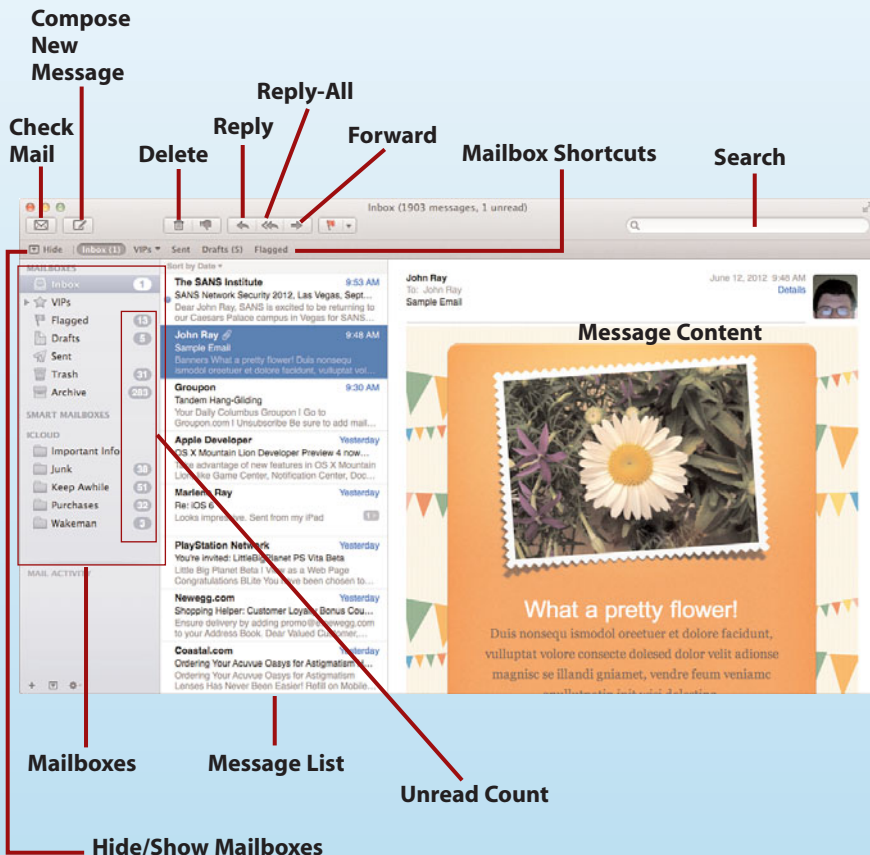 Compose
New
Message
Reply-All
Check
Mail
Reply
Forward
Delete
Mailbox Shortcuts
Search
Inbox (1903 messages, 1 unread)
Hide
Inbox (1)
VIPs
Sent
Drafts (5)
Flagged
MAILBOXES
Inbox 1
VIPs
Flagged 13
Drafts 5
Sent
Trash 31
Archive 283
SMART MAILBOXES
ICLOUD
Important Info
Junk 38
Keep Awhile 51
Purchases 32
Wakeman 3
MAIL ACTIVITY
Sort by Date
The SANS Institute 9:53 AM
SANS Network Security 2012, Las Vegas, Sept...
Dear John Ray, SANS is excited to be returning to
our Caesars Palace campus in Vegas for SANS...
John Ray 9:48 AM
Sample Email
Banners What a pretty flower! Duis nonsequ
ismodol oreetuer et dolore facidunt, vulluptat vol...
Groupon 9:30 AM
Tandem Hang-Gliding
Your Daily Columbus Groupon | Go to
Groupon.com | Unsubscribe Be sure to add mail...
Apple Developer Yesterday
OS X Mountain Lion Developer Preview 4 now...
Take advantage of new features in OS X Mountain
Lion, like Game Center, Notification Center, Doc...
Marlene Ray Yesterday
Re: iOS 6
Looks impressive. Sent from my iPad
PlayStation Network Yesterday
You're invited: LittleBigPlanet PS Vita Beta
Little Big Planet Beta | View as a Web Page
Congratulations BLite You have been chosen to...
Newegg.com Yesterday
Shopping Helper: Customer Loyalty Bonus Cou...
Ensure delivery by adding
to your Address Book. Dear Valued Customer,...
Coastal.com Yesterday
Ordering Your Acuvue Oasys for Astigmatism
Ordering Your Acuvue Oasys for Astigmatism
Lenses Has Never Been Easier! Refill on Mobile...
John Ray
To: John Ray
Sample Email
June 12, 2012 9:48 AM
Details
Message Content
What a pretty flower!
Duis nonsequ ismodol oreetuer et dolore facidunt,
vulluptat volore consecte dolesed dolor velit adionse
magnisc se illandi gniamet, vendre feum veniamc
Mailboxes
Message List
Unread Count
Hide/Show Mailboxes